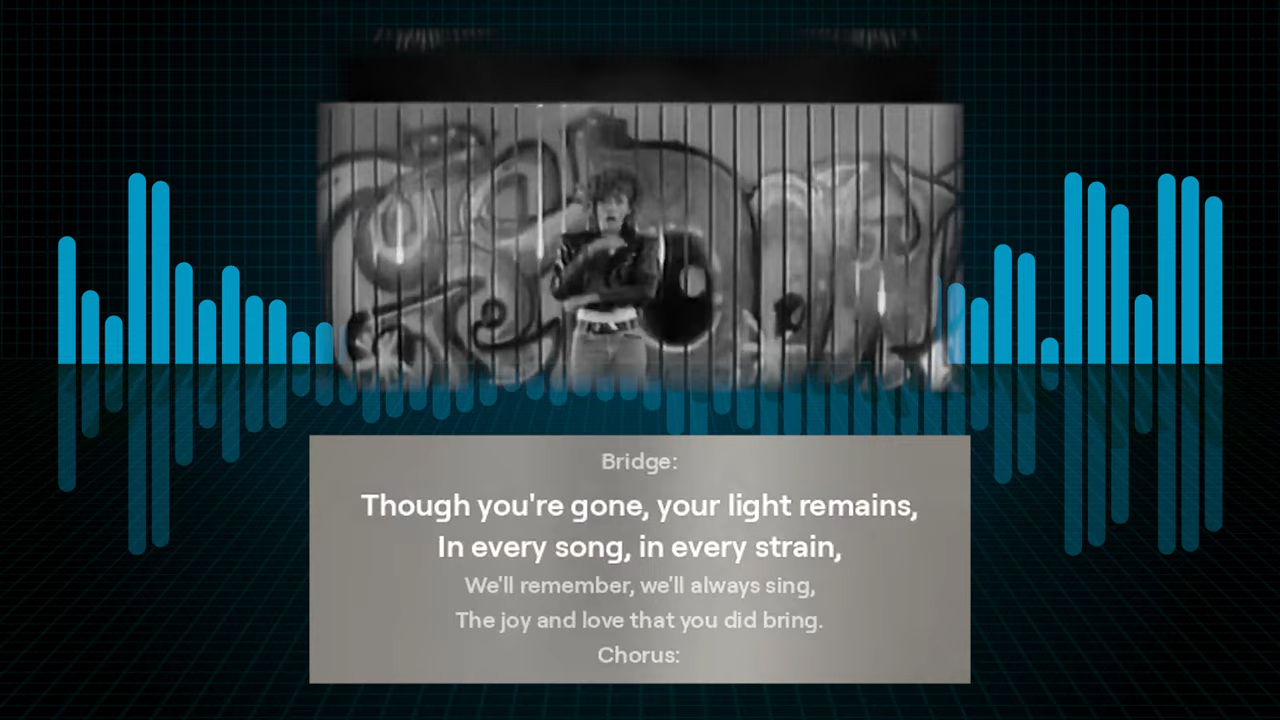 Bridge:
Though you're gone, your light remains,
In every song, in every strain,
We'll remember, we'll always sing,
The joy and love that you did bring.
Chorus: